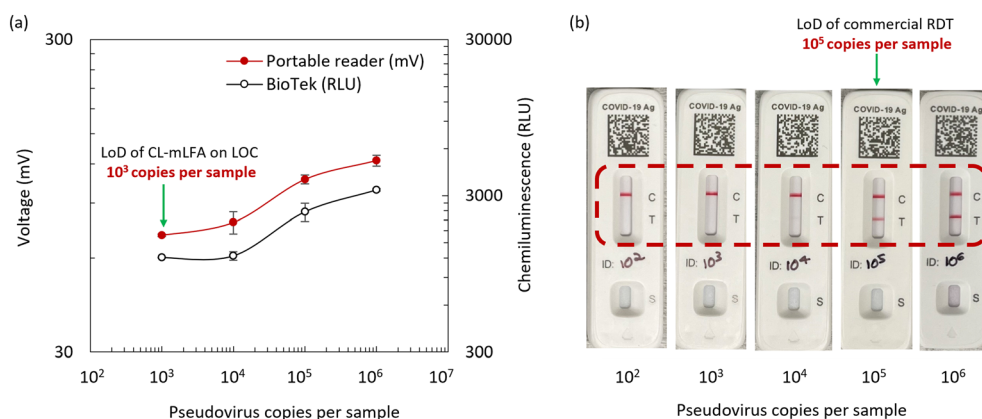 (a)
300
30
Voltage (mV)
Portable reader (mV)
BioTek (RLU)
LoD of CL-mLFA on LOC
10³ copies per sample
30000
3000
300
Chemiluminescence (RLU)
10² 10³ 10⁴ 10⁵ 10⁶ 10⁷
Pseudovirus copies per sample
(b)
LoD of commercial RDT
10⁵ copies per sample
COVID-19 Ag COVID-19 Ag COVID-19 Ag COVID-19 Ag COVID-19 Ag
C C C C C
T T T T T
ID: 10² ID: 10³ ID: 10⁴ ID: 10⁵ ID: 10⁶
S S S S S
10² 10³ 10⁴ 10⁵ 10⁶
Pseudovirus copies per sample